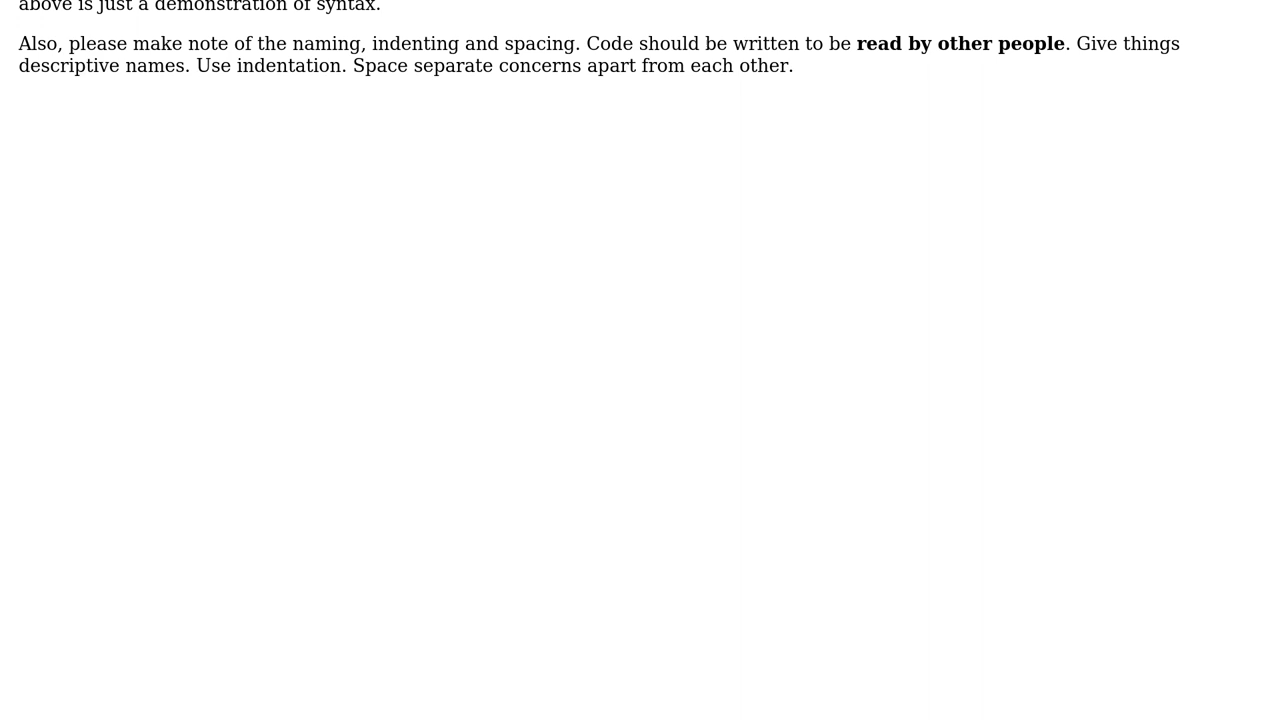 above is just a demonstration of syntax.
Also, please make note of the naming, indenting and spacing. Code should be written to be read by other people. Give things
descriptive names. Use indentation. Space separate concerns apart from each other.